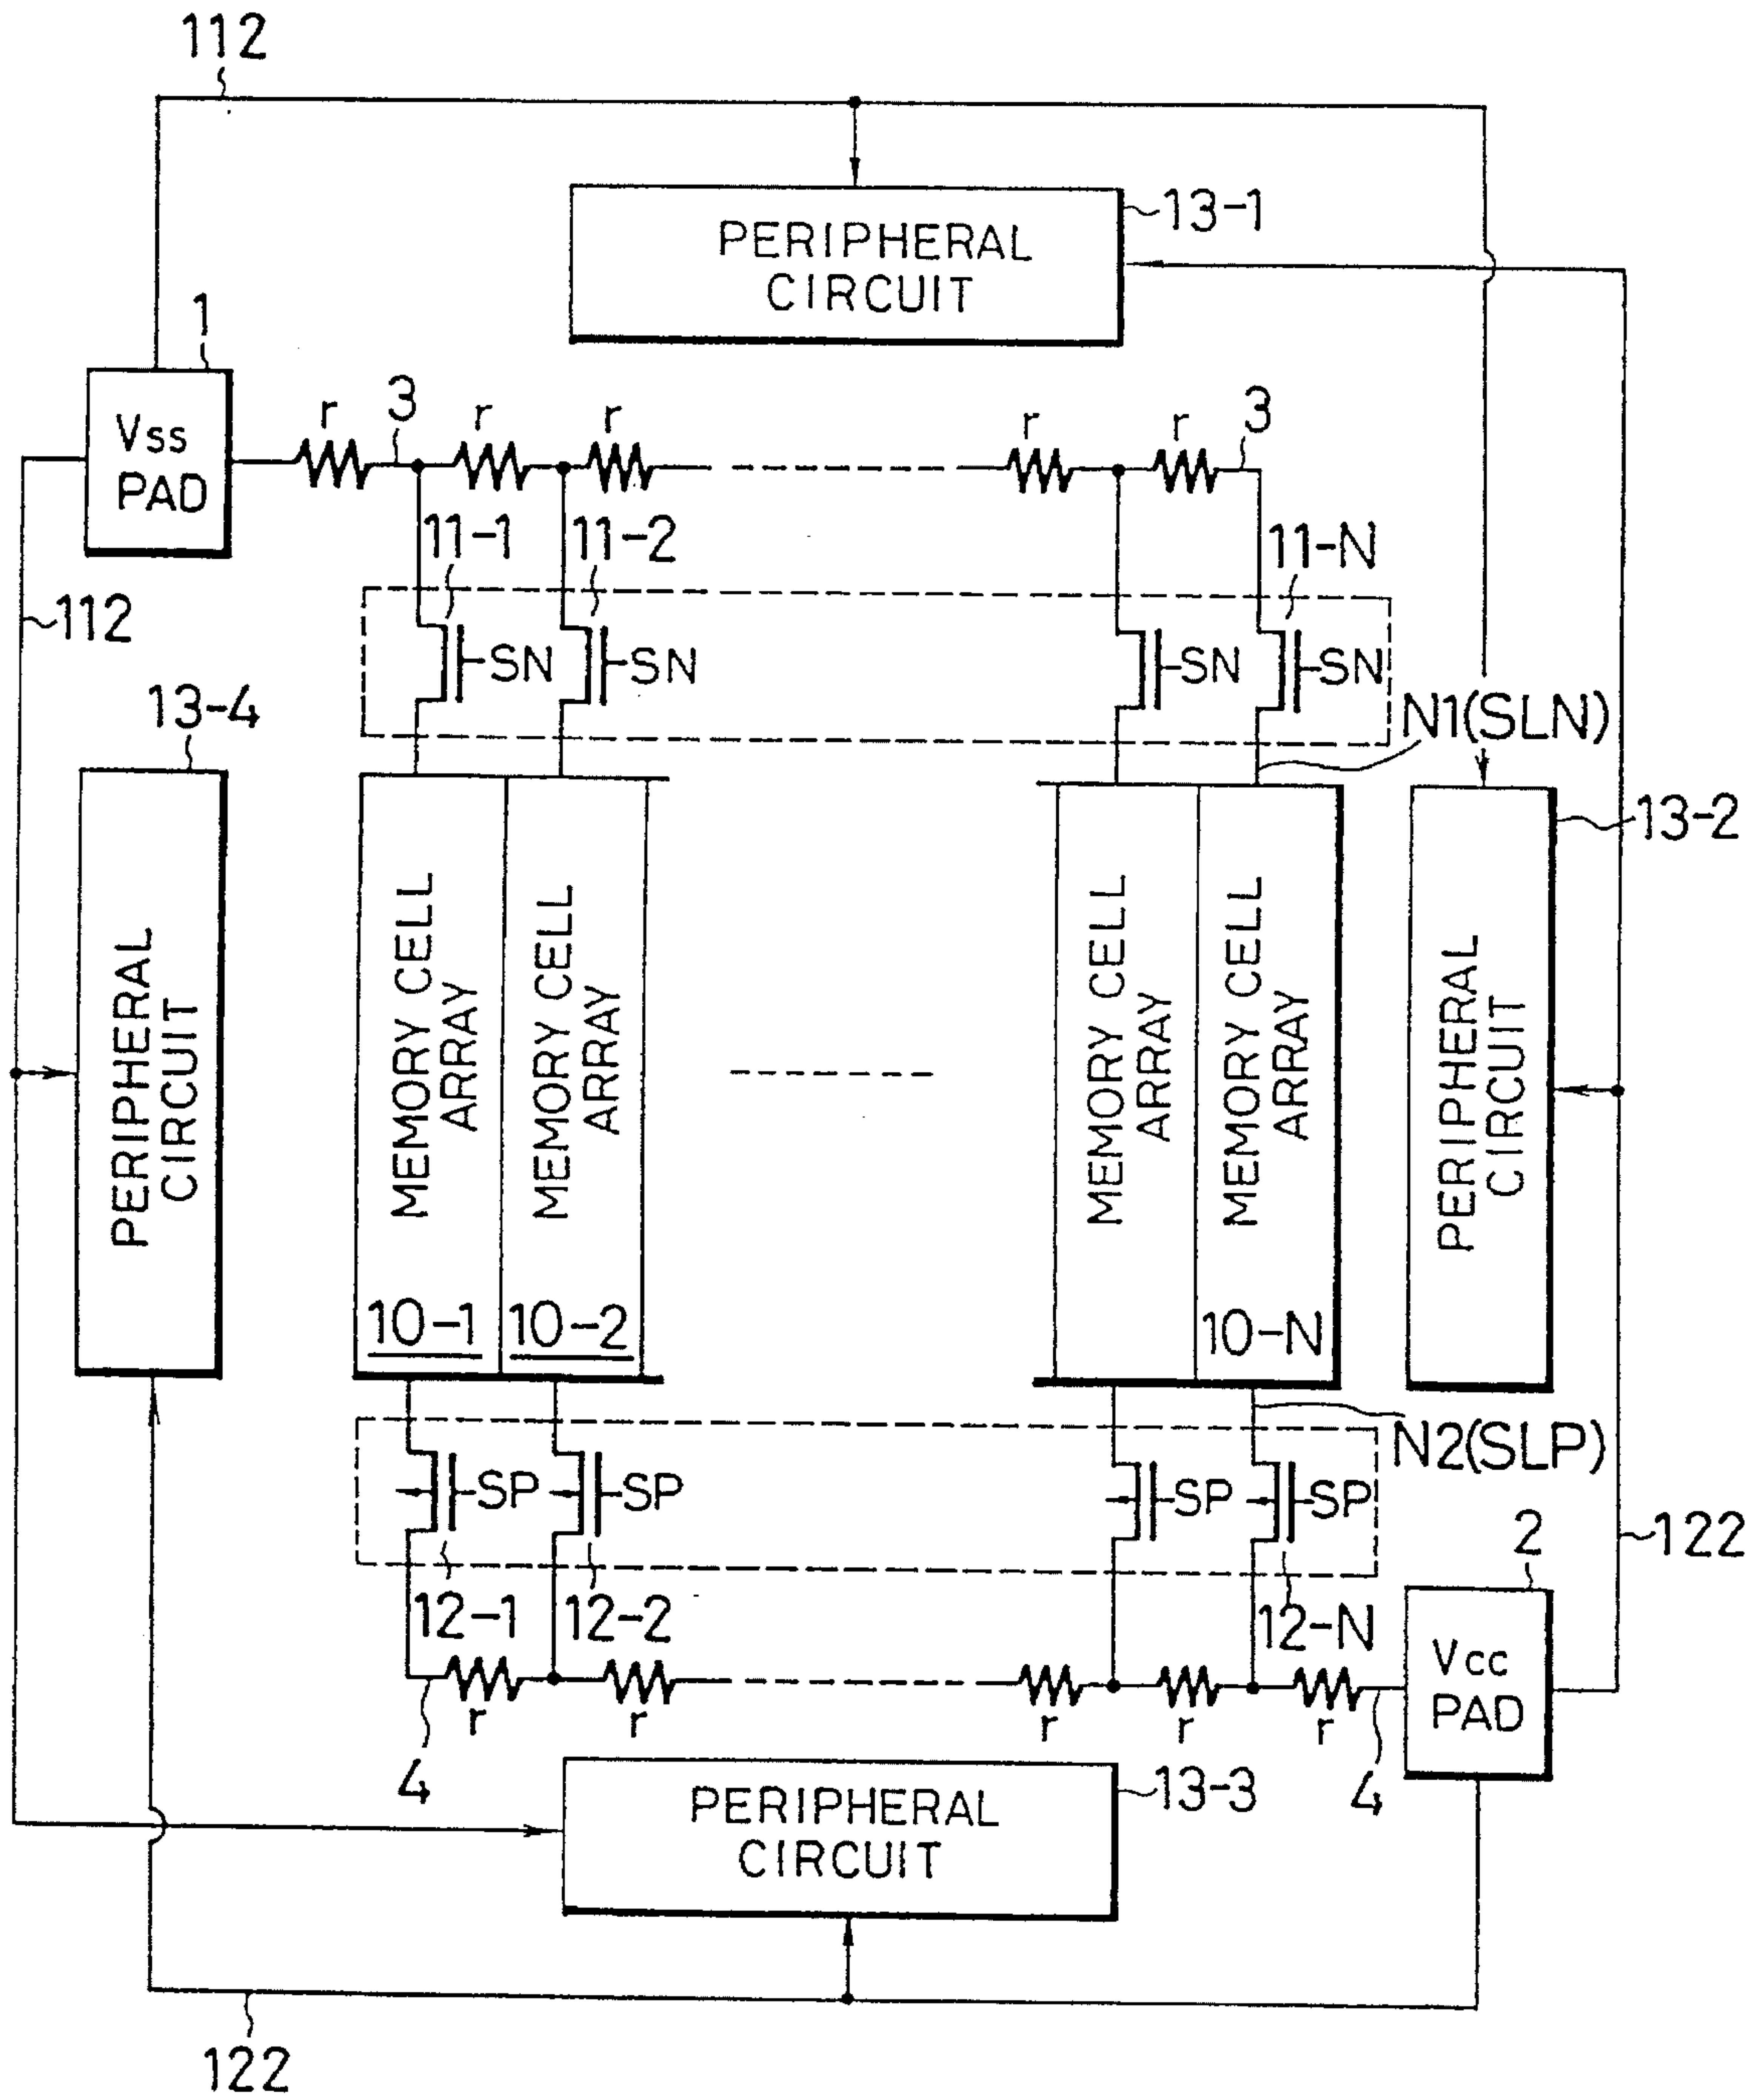 112
PERIPHERAL
CIRCUIT
13-1
1
Vss
PAD
r
3
r
r
r
r
3
112
11-1
11-2
11-N
SN
SN
SN
SN
N1(SLN)
13-4
13-2
PERIPHERAL
CIRCUIT
MEMORY CELL
ARRAY
10-1
MEMORY CELL
ARRAY
10-2
MEMORY CELL
ARRAY
MEMORY CELL
ARRAY
10-N
PERIPHERAL
CIRCUIT
N2(SLP)
SP
SP
SP
SP
2
122
12-1
12-2
12-N
Vcc
PAD
r
r
r
r
r
4
4
13-3
PERIPHERAL
CIRCUIT
122